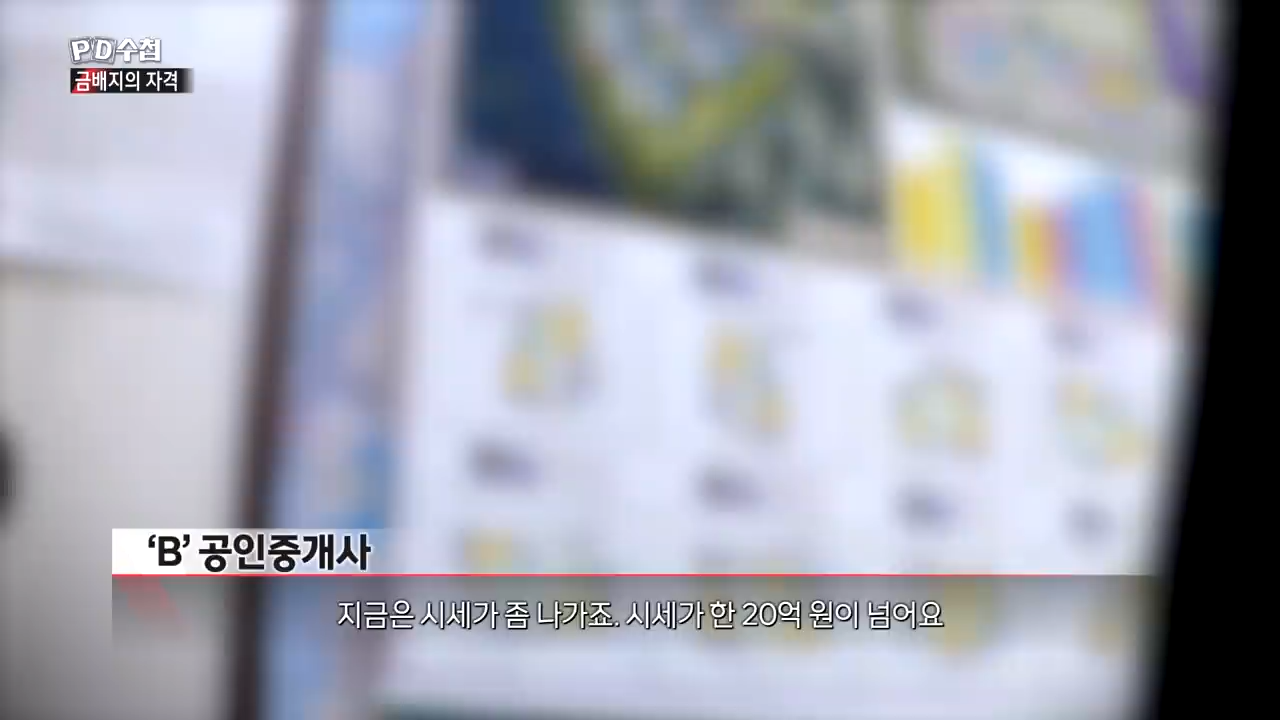 PD수첩
금배지의 자격
‘B’ 공인중개사
지금은 시세가 좀 나가죠. 시세가 한 20억 원이 넘어요